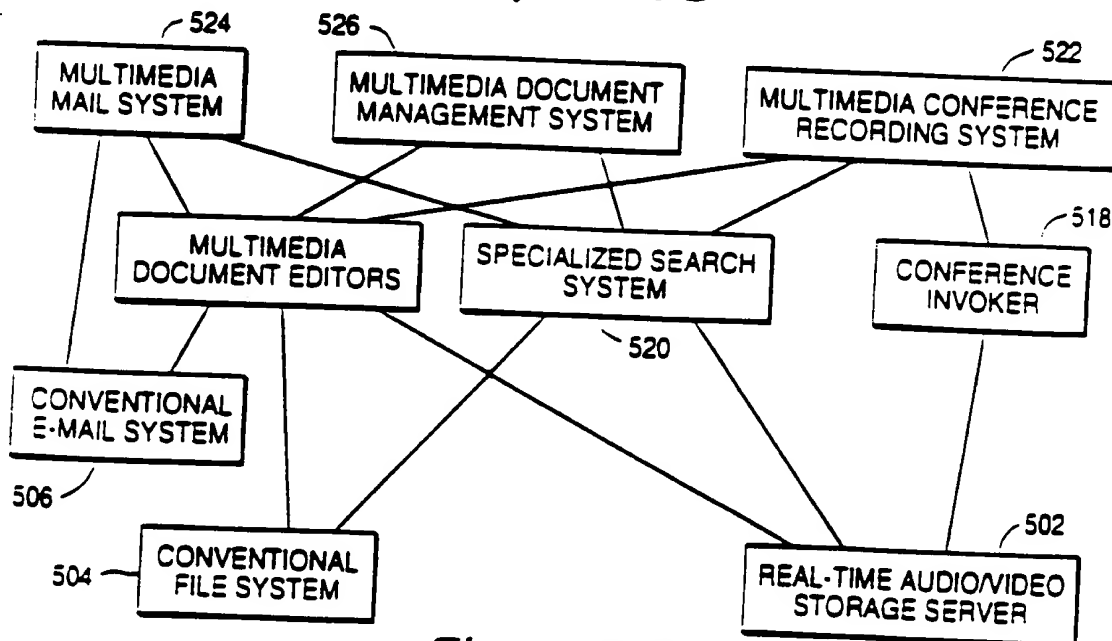 524
MULTIMEDIA
MAIL SYSTEM
526
MULTIMEDIA DOCUMENT
MANAGEMENT SYSTEM
522
MULTIMEDIA CONFERENCE
RECORDING SYSTEM
MULTIMEDIA
DOCUMENT EDITORS
SPECIALIZED SEARCH
SYSTEM
520
518
CONFERENCE
INVOKER
CONVENTIONAL
E-MAIL SYSTEM
506
504
CONVENTIONAL
FILE SYSTEM
502
REAL-TIME AUDIO/VIDEO
STORAGE SERVER